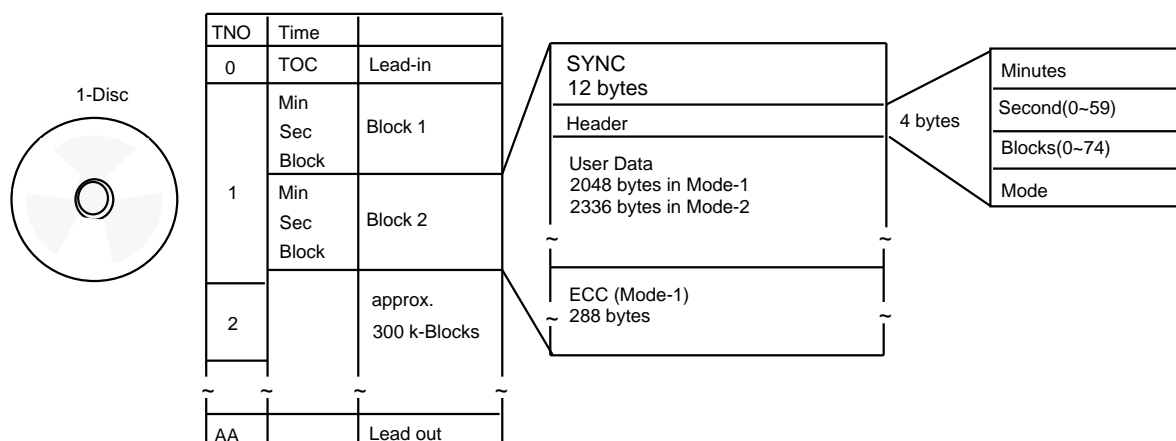 1-Disc
TNO Time
0 TOC Lead-in
1
Min
Sec
Block
Block 1
Min
Sec
Block
Block 2
2
approx.
300 k-Blocks
~ ~ ~ ~
AA Lead out
SYNC
12 bytes
Header
User Data
2048 bytes in Mode-1
2336 bytes in Mode-2
~ ~
ECC (Mode-1)
288 bytes
~ ~
4 bytes
Minutes
Second(0~59)
Blocks(0~74)
Mode